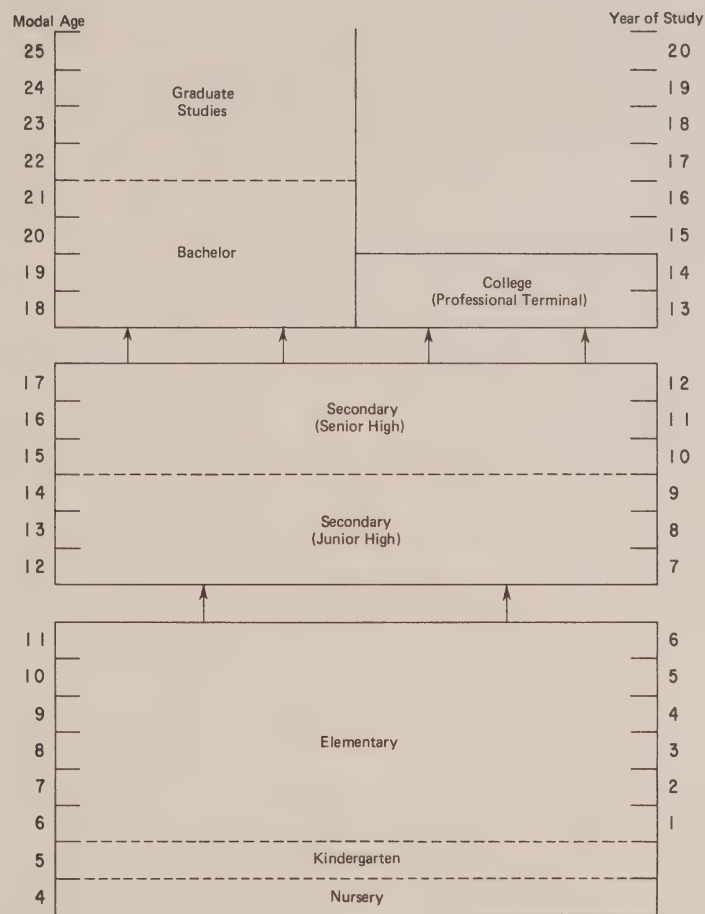 Modal Age Year of Study
25 20
24 19
Graduate
Studies
23 18
22 17
21 16
20 15
Bachelor
19 14
College
(Professional Terminal)
18 13
17 12
Secondary
(Senior High)
16 11
15 10
14 9
Secondary
(Junior High)
13 8
12 7
11 6
10 5
9 4
Elementary
8 3
7 2
6 1
5 Kindergarten
4 Nursery